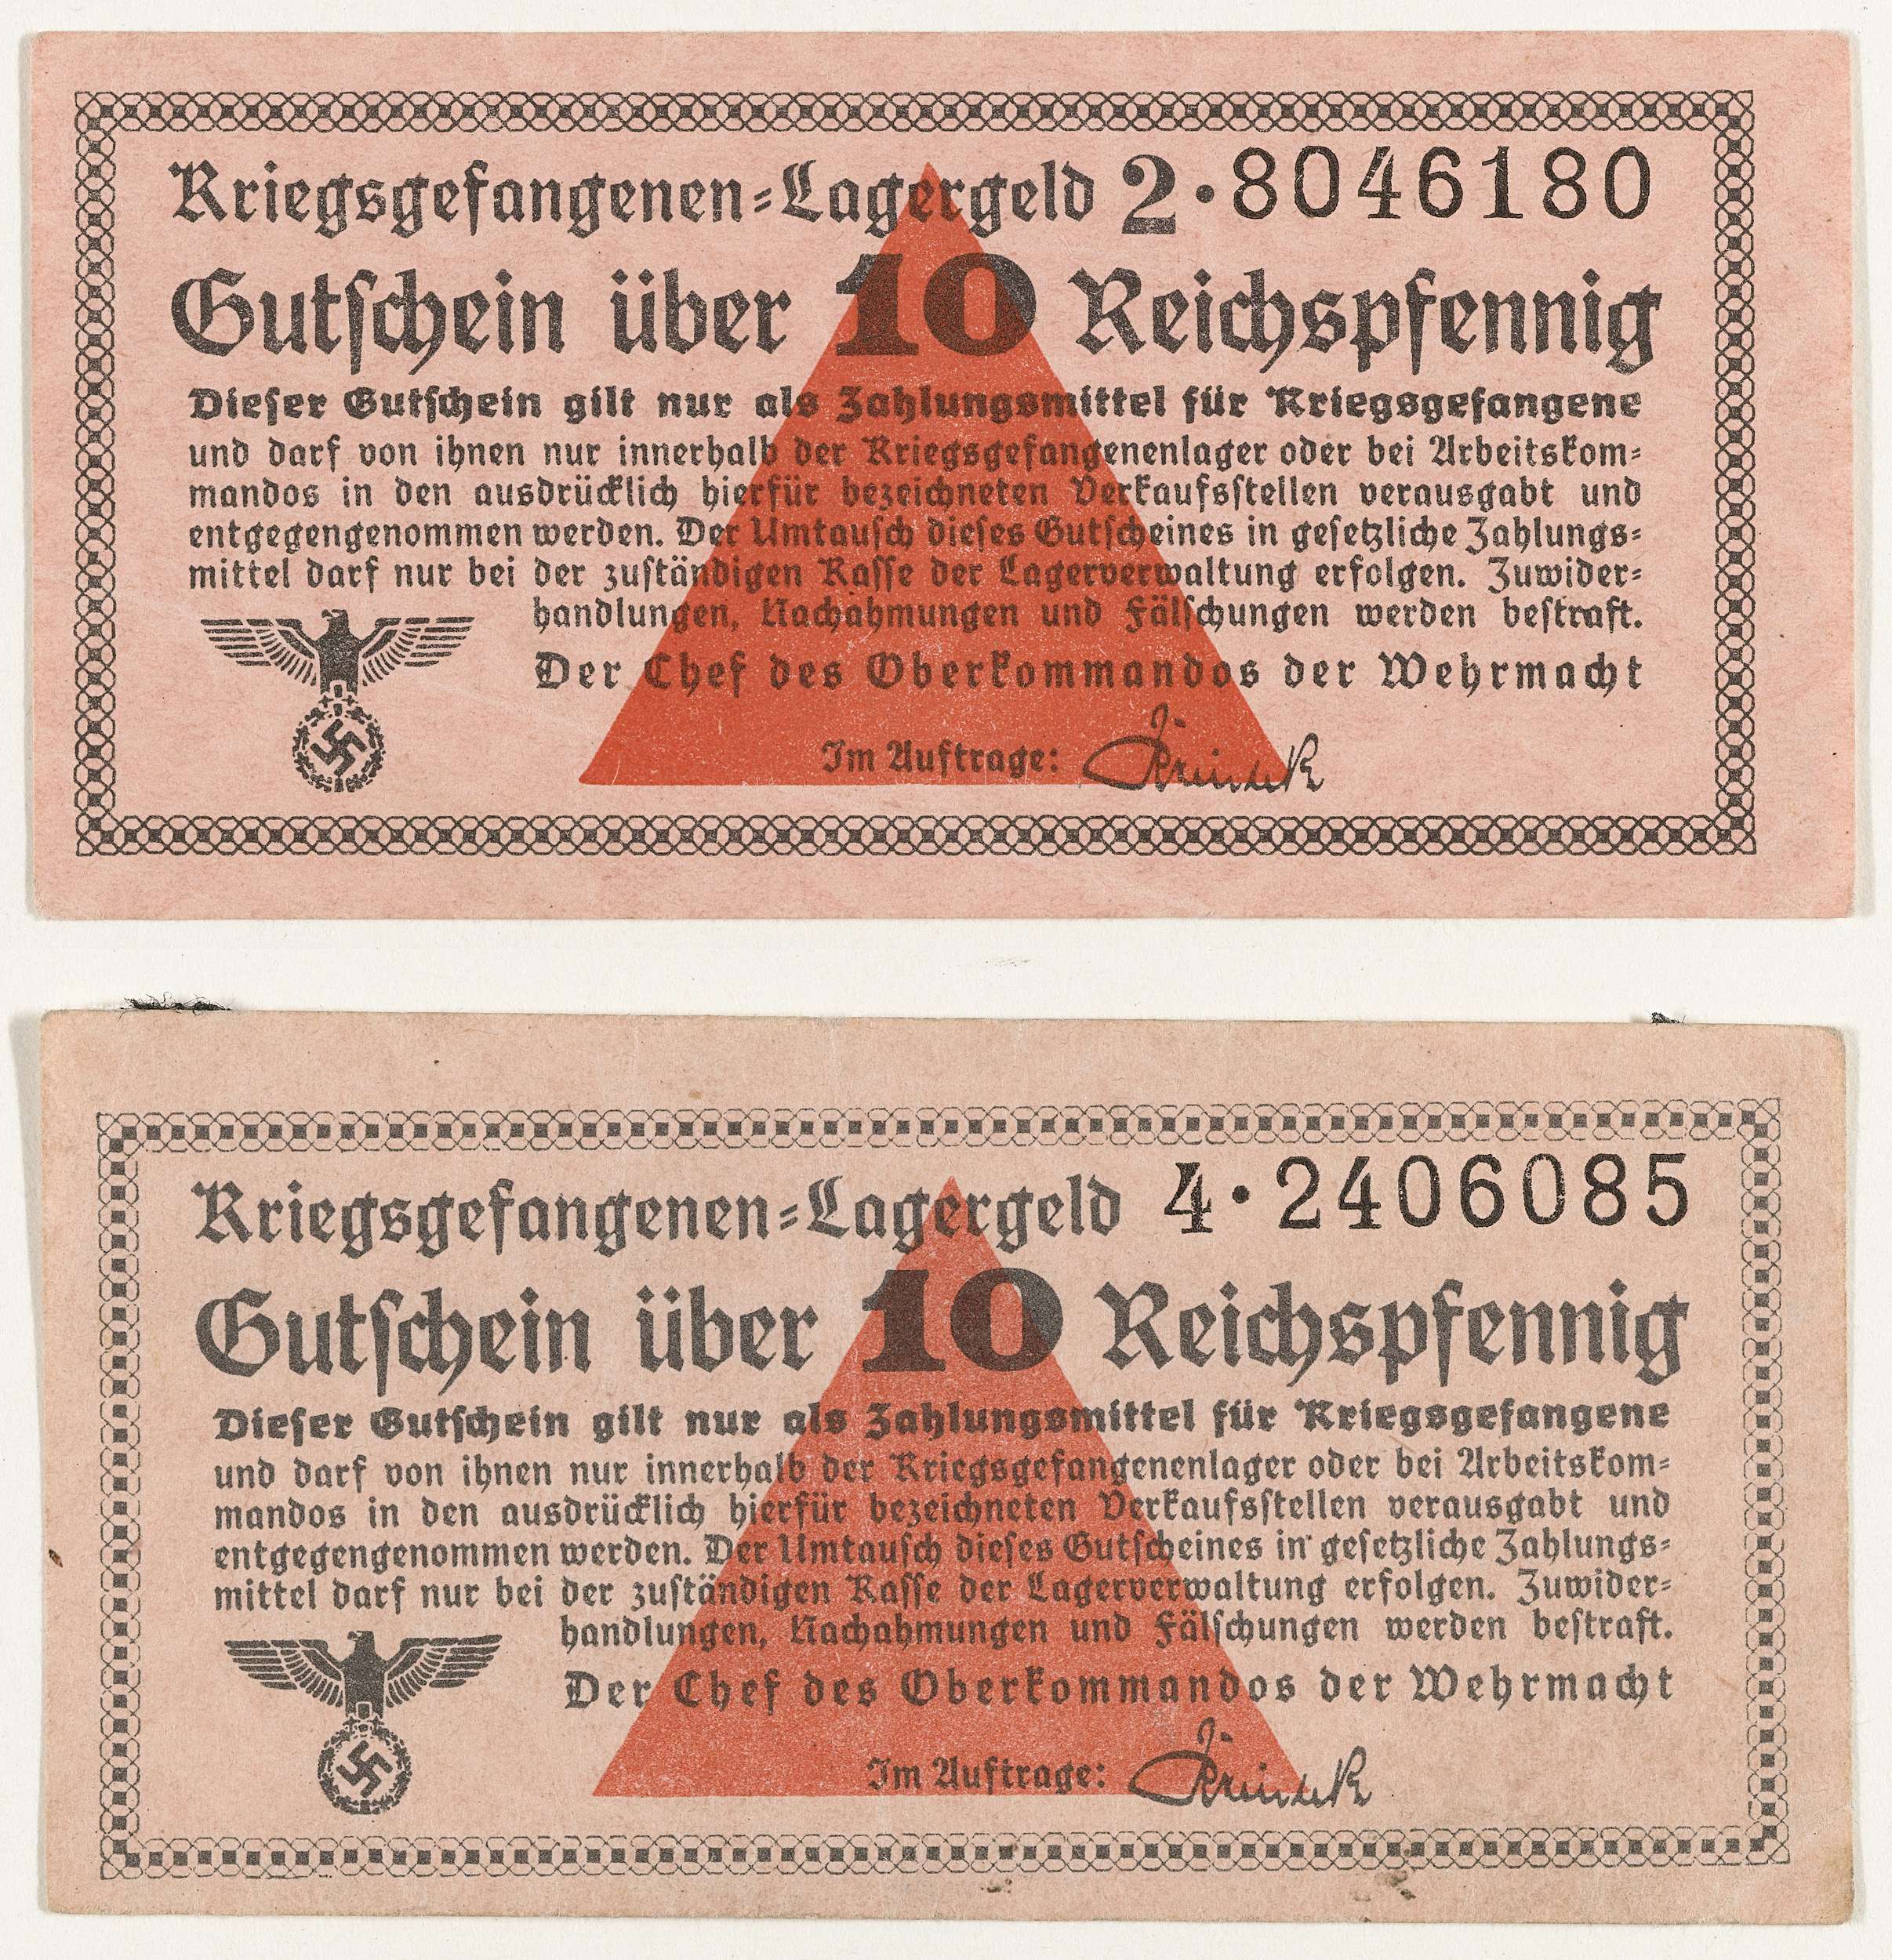 Kriegsgefangenen-Lagergeld 2·8046180
Gutschein über 10 Reichspfennig
Dieser Gutschein gilt nur als Zahlungsmittel für Kriegsgefangene
und darf von ihnen nur innerhalb der Kriegsgefangenenlager oder bei Arbeitskom-
mandos in den ausdrücklich hierfür bezeichneten Verkaufsstellen verausgabt und
entgegengenommen werden. Der Umtausch dieses Gutscheines in gesetzliche Zahlungs-
mittel darf nur bei der zuständigen Kasse der Lagerverwaltung erfolgen. Zuwider-
handlungen, Nachahmungen und Fälschungen werden bestraft.
Der Chef des Oberkommandos der Wehrmacht
Im Auftrage:
Kriegsgefangenen-Lagergeld 4·2406085
Gutschein über 10 Reichspfennig
Dieser Gutschein gilt nur als Zahlungsmittel für Kriegsgefangene
und darf von ihnen nur innerhalb der Kriegsgefangenenlager oder bei Arbeitskom-
mandos in den ausdrücklich hierfür bezeichneten Verkaufsstellen verausgabt und
entgegengenommen werden. Der Umtausch dieses Gutscheines in gesetzliche Zahlungs-
mittel darf nur bei der zuständigen Kasse der Lagerverwaltung erfolgen. Zuwider-
handlungen, Nachahmungen und Fälschungen werden bestraft.
Der Chef des Oberkommandos der Wehrmacht
Im Auftrage: